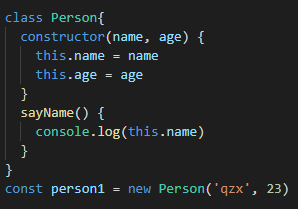 class Person{
  constructor(name, age) {
    this.name = name
    this.age = age
  }
  sayName() {
    console.log(this.name)
  }
}
const person1 = new Person('qzx', 23)